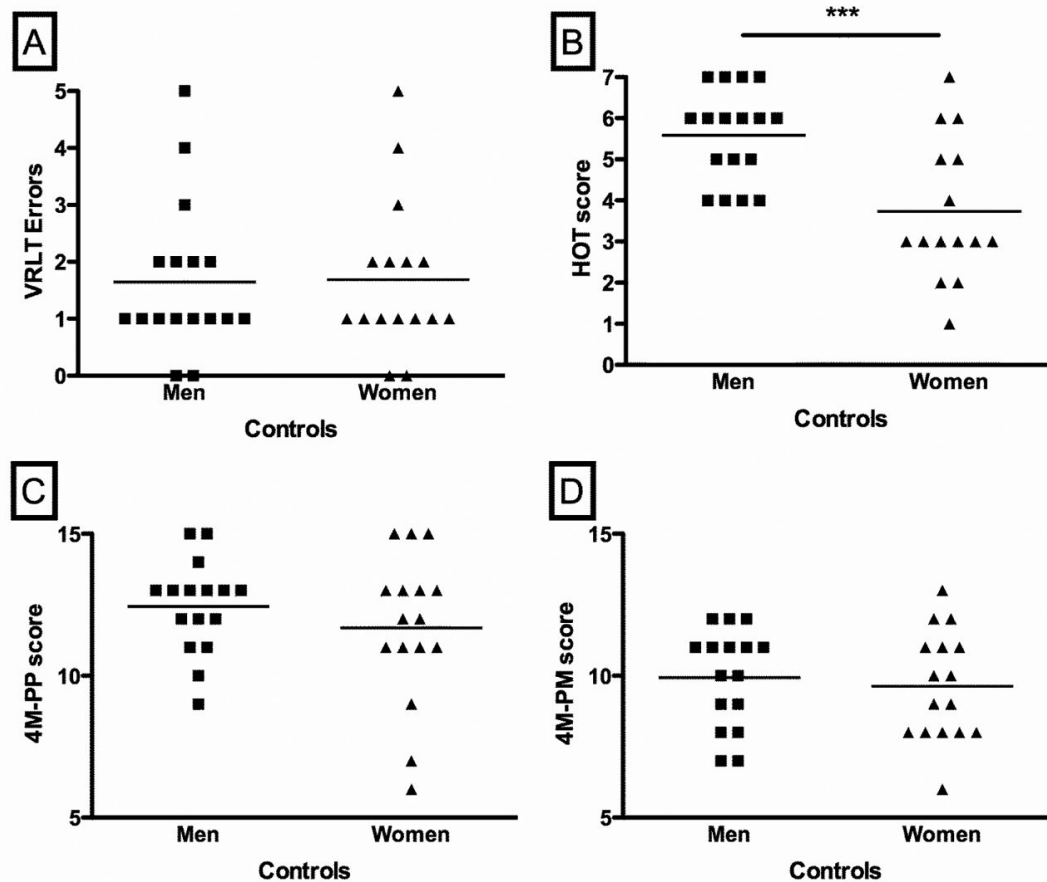 A
VRLT Errors
5
4
3
2
1
0
Men
Women
Controls
B
***
HOT score
7
6
5
4
3
2
1
0
Men
Women
Controls
C
4M-PP score
15
10
5
Men
Women
Controls
D
4M-PM score
15
10
5
Men
Women
Controls